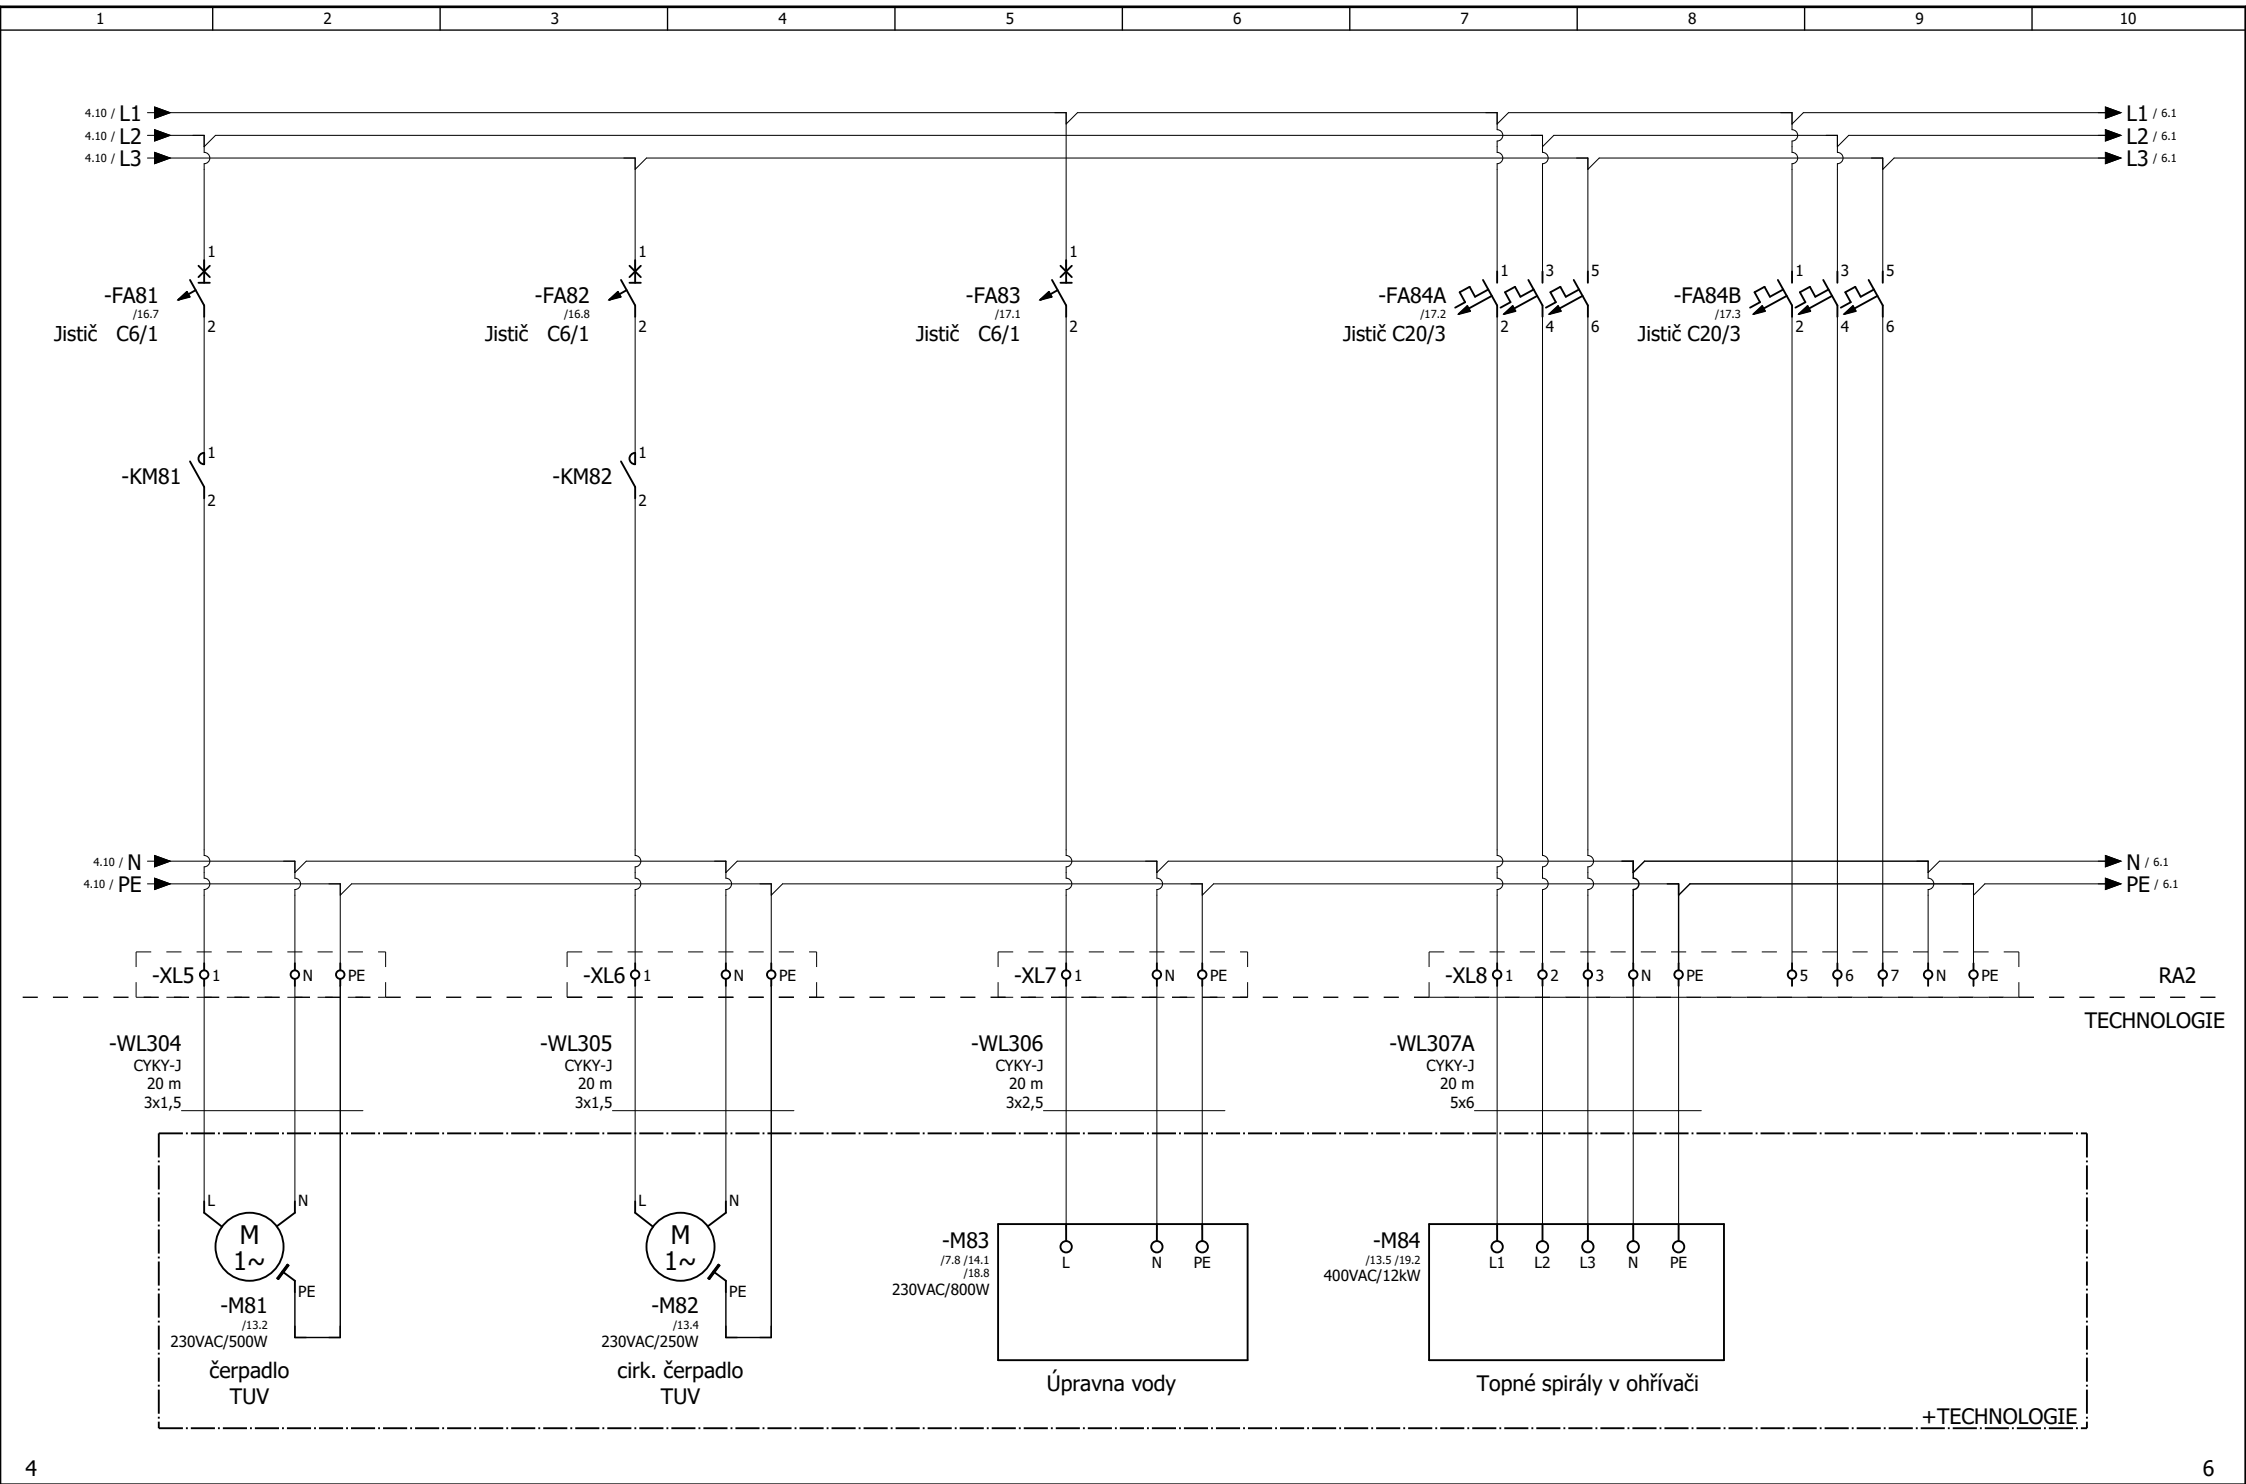 1 2 3 4 5 6 7 8 9 10
4.10 / L1
L1 / 6.1
4.10 / L2
L2 / 6.1
4.10 / L3
L3 / 6.1
1
-FA81
/16.7
Jistič C6/1
2
1
-FA82
/16.8
Jistič C6/1
2
1
-FA83
/17.1
Jistič C6/1
2
1 3 5
-FA84A
/17.2
Jistič C20/3
2 4 6
1 3 5
-FA84B
/17.3
Jistič C20/3
2 4 6
1
-KM81
2
1
-KM82
2
4.10 / N
N / 6.1
4.10 / PE
PE / 6.1
-XL5 1 N PE
-XL6 1 N PE
-XL7 1 N PE
-XL8 1 2 3 N PE 5 6 7 N PE
RA2
TECHNOLOGIE
-WL304
CYKY-J
20 m
3x1,5
-WL305
CYKY-J
20 m
3x1,5
-WL306
CYKY-J
20 m
3x2,5
-WL307A
CYKY-J
20 m
5x6
L N
M
1~
PE
-M81
/13.2
230VAC/500W
čerpadlo
TUV
L N
M
1~
PE
-M82
/13.4
230VAC/250W
cirk. čerpadlo
TUV
-M83
/7.8 /14.1
/18.8
230VAC/800W
L N PE
Úpravna vody
-M84
/13.5 /19.2
400VAC/12kW
L1 L2 L3 N PE
Topné spirály v ohřívači
+TECHNOLOGIE
4
6